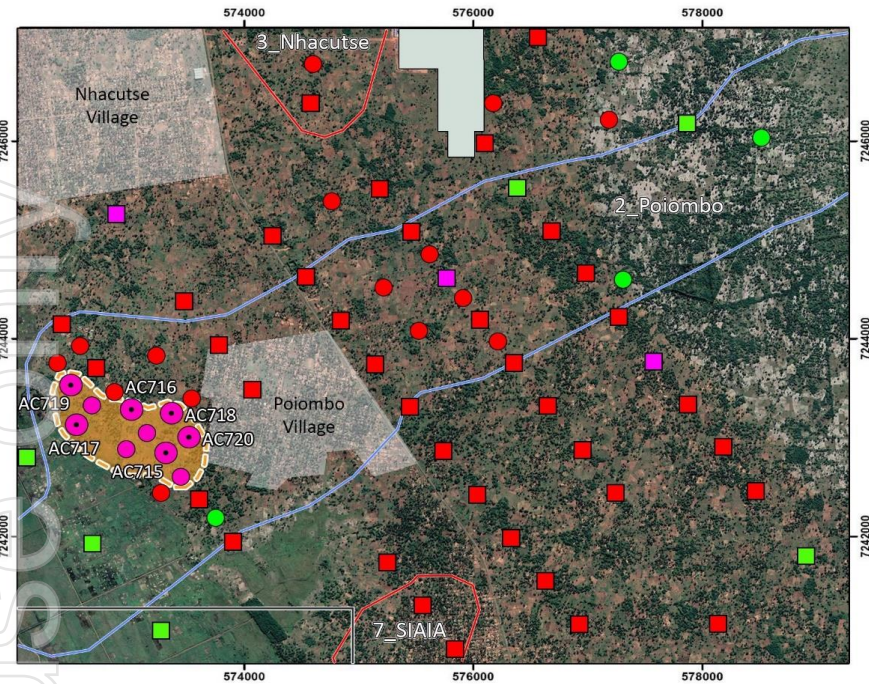 574000
576000
578000
3_Nhacutse
Nhacutse
Village
7246000
7246000
2_Poiombo
7244000
7244000
AC716
AC719
AC718
Poiombo
Village
AC720
AC717
AC715
7242000
7242000
7_SIAIA
574000
576000
578000